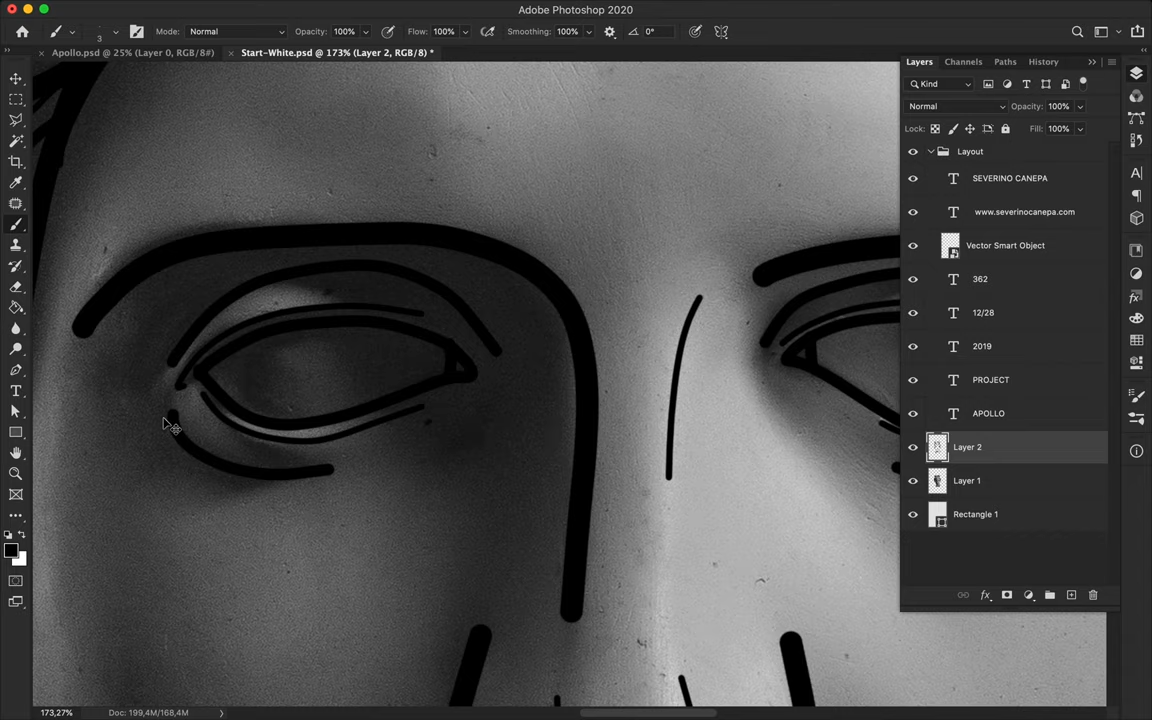 Adobe Photoshop 2020
3 Mode: Normal Opacity: 100% Flow: 100% Smoothing: 100% 0°
× Apollo.psd @ 25% (Layer 0, RGB/8#) × Start-White.psd @ 173% (Layer 2, RGB/8) *
Layers Channels Paths History
Kind
Normal Opacity: 100%
Lock: Fill: 100%
Layout
T SEVERINO CANEPA
T www.severinocanepa.com
Vector Smart Object
T 362
T 12/28
T 2019
T PROJECT
T APOLLO
Layer 2
Layer 1
Rectangle 1
fx
173,27% Doc: 199,4M/168,4M